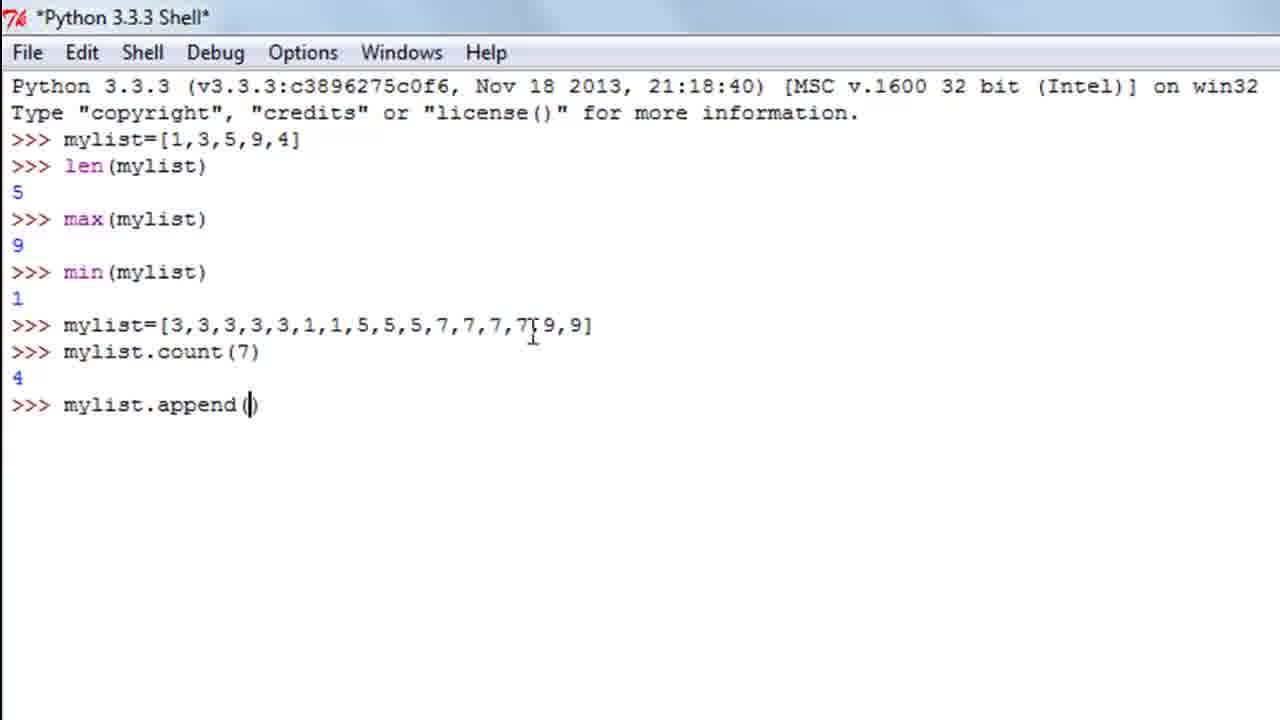 *Python 3.3.3 Shell*
File Edit Shell Debug Options Windows Help
Python 3.3.3 (v3.3.3:c3896275c0f6, Nov 18 2013, 21:18:40) [MSC v.1600 32 bit (Intel)] on win32
Type "copyright", "credits" or "license()" for more information.
>>> mylist=[1,3,5,9,4]
>>> len(mylist)
5
>>> max(mylist)
9
>>> min(mylist)
1
>>> mylist=[3,3,3,3,3,1,1,5,5,5,7,7,7,7,9,9]
>>> mylist.count(7)
4
>>> mylist.append()